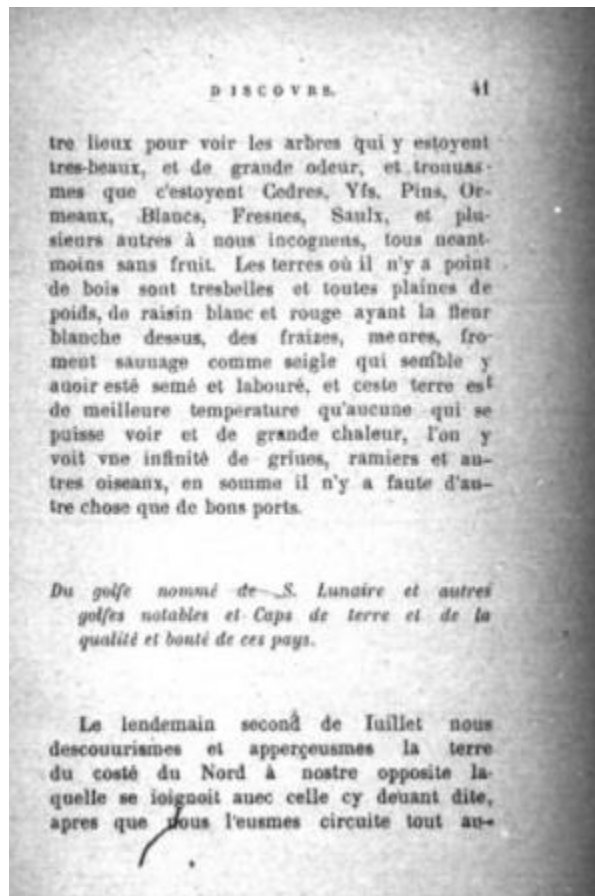 DISCOVRS. 41
tre lieux pour voir les arbres qui y estoyent
tres-beaux, et de grande odeur, et trouuas-
mes que c'estoyent Cedres, Yfs, Pins, Or-
meaux, Blancs, Fresnes, Saulx, et plu-
sieurs autres à nous incogneus, tous neant-
moins sans fruit. Les terres où il n'y a point
de bois sont tresbelles et toutes plaines de
poids, de raisin blanc et rouge ayant la fleur
blanche dessus, des fraizes, meures, fro-
ment sauuage comme seigle qui semble y
auoir esté semé et labouré, et ceste terre est
de meilleure temperature qu'aucune qui se
puisse voir et de grande chaleur, l'on y
voit vne infinité de griues, ramiers et au-
tres oiseaux, en somme il n'y a faute d'au-
tre chose que de bons ports.
Du golfe nommé de S. Lunaire et autres
golfes notables et Caps de terre et de la
qualité et bonté de ces pays.
Le lendemain second de Iuillet nous
descouurismes et apperçeusmes la terre
du costé du Nord à nostre opposite la-
quelle se ioignoit auec celle cy deuant dite,
apres que nous l'eusmes circuite tout au-